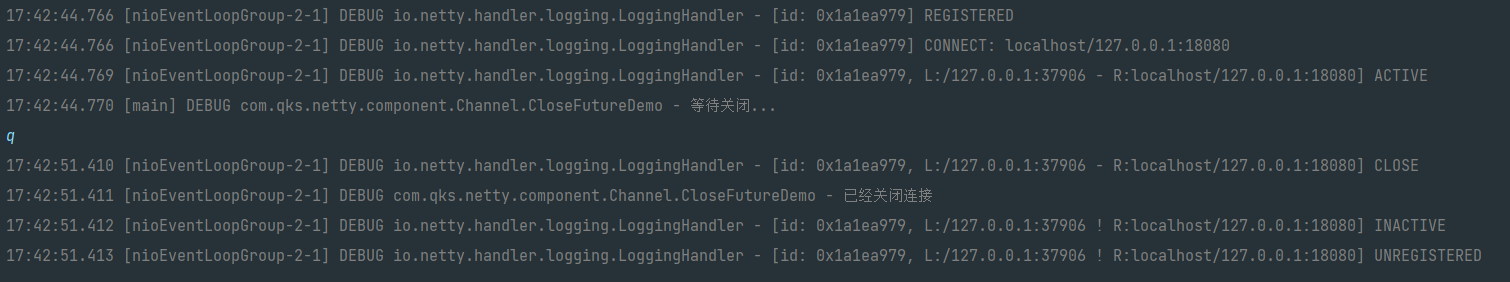 17:42:44.766 [nioEventLoopGroup-2-1] DEBUG io.netty.handler.logging.LoggingHandler - [id: 0x1a1ea979] REGISTERED
17:42:44.766 [nioEventLoopGroup-2-1] DEBUG io.netty.handler.logging.LoggingHandler - [id: 0x1a1ea979] CONNECT: localhost/127.0.0.1:18080
17:42:44.769 [nioEventLoopGroup-2-1] DEBUG io.netty.handler.logging.LoggingHandler - [id: 0x1a1ea979, L:/127.0.0.1:37906 - R:localhost/127.0.0.1:18080] ACTIVE
17:42:44.770 [main] DEBUG com.qks.netty.component.Channel.CloseFutureDemo - 等待关闭...
q
17:42:51.410 [nioEventLoopGroup-2-1] DEBUG io.netty.handler.logging.LoggingHandler - [id: 0x1a1ea979, L:/127.0.0.1:37906 - R:localhost/127.0.0.1:18080] CLOSE
17:42:51.411 [nioEventLoopGroup-2-1] DEBUG com.qks.netty.component.Channel.CloseFutureDemo - 已经关闭连接
17:42:51.412 [nioEventLoopGroup-2-1] DEBUG io.netty.handler.logging.LoggingHandler - [id: 0x1a1ea979, L:/127.0.0.1:37906 ! R:localhost/127.0.0.1:18080] INACTIVE
17:42:51.413 [nioEventLoopGroup-2-1] DEBUG io.netty.handler.logging.LoggingHandler - [id: 0x1a1ea979, L:/127.0.0.1:37906 ! R:localhost/127.0.0.1:18080] UNREGISTERED